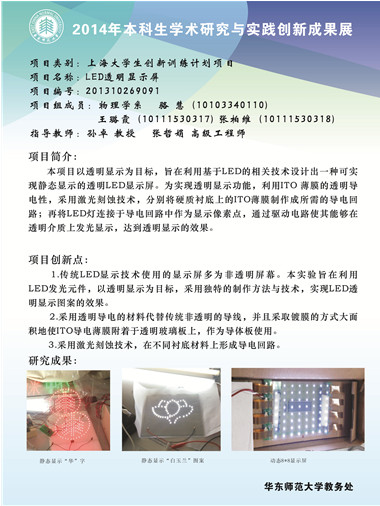 2014年本科生学术研究与实践创新成果展
项目类别：上海大学生创新训练计划项目
项目名称：LED透明显示屏
项目编号：201310269091
项目组成员：物理学系 骆慧（10103340110）
王璐霞（10111530317）张柏维（10111530318）
指导教师：孙卓 教授 张哲娟 高级工程师
项目简介：
本项目以透明显示为目标，旨在利用基于LED的相关技术设计出一种可实
现静态显示的透明LED显示屏。为实现透明显示功能，利用ITO 薄膜的透明导
电性，采用激光刻蚀技术，分别将硬质衬底上的ITO薄膜制作成所需的导电回
路；再将LED灯连接于导电回路中作为显示像素点，通过驱动电路使其能够在
透明介质上发光显示，达到透明显示的效果。
项目创新点：
1.传统LED显示技术使用的显示屏多为非透明屏幕。本实验旨在利用
LED发光元件，以透明显示为目标，采用独特的制作方法与技术，实现LED透
明显示图案的效果。
2.采用透明导电的材料代替传统非透明的导线，并且采取镀膜的方式大面
积地使ITO导电薄膜附着于透明玻璃板上，作为导体板使用。
3.采用激光刻蚀技术，在不同衬底材料上形成导电回路。
研究成果：
静态显示“华”字
静态显示“白玉兰”图案
动态8*8显示屏
华东师范大学教务处